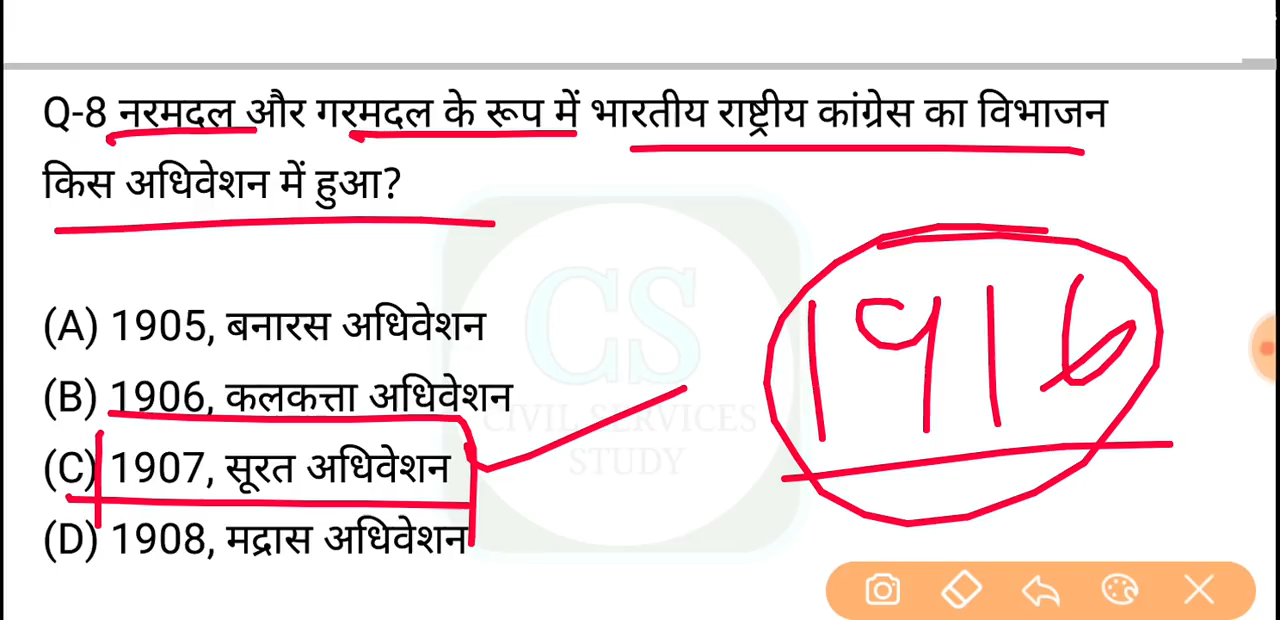 Q-8 नरमदल और गरमदल के रूप में भारतीय राष्ट्रीय कांग्रेस का विभाजन
किस अधिवेशन में हुआ?
(A) 1905, बनारस अधिवेशन
(B) 1906, कलकत्ता अधिवेशन
(C) 1907, सूरत अधिवेशन
(D) 1908, मद्रास अधिवेशन
1916
CS
CIVIL SERVICES
STUDY